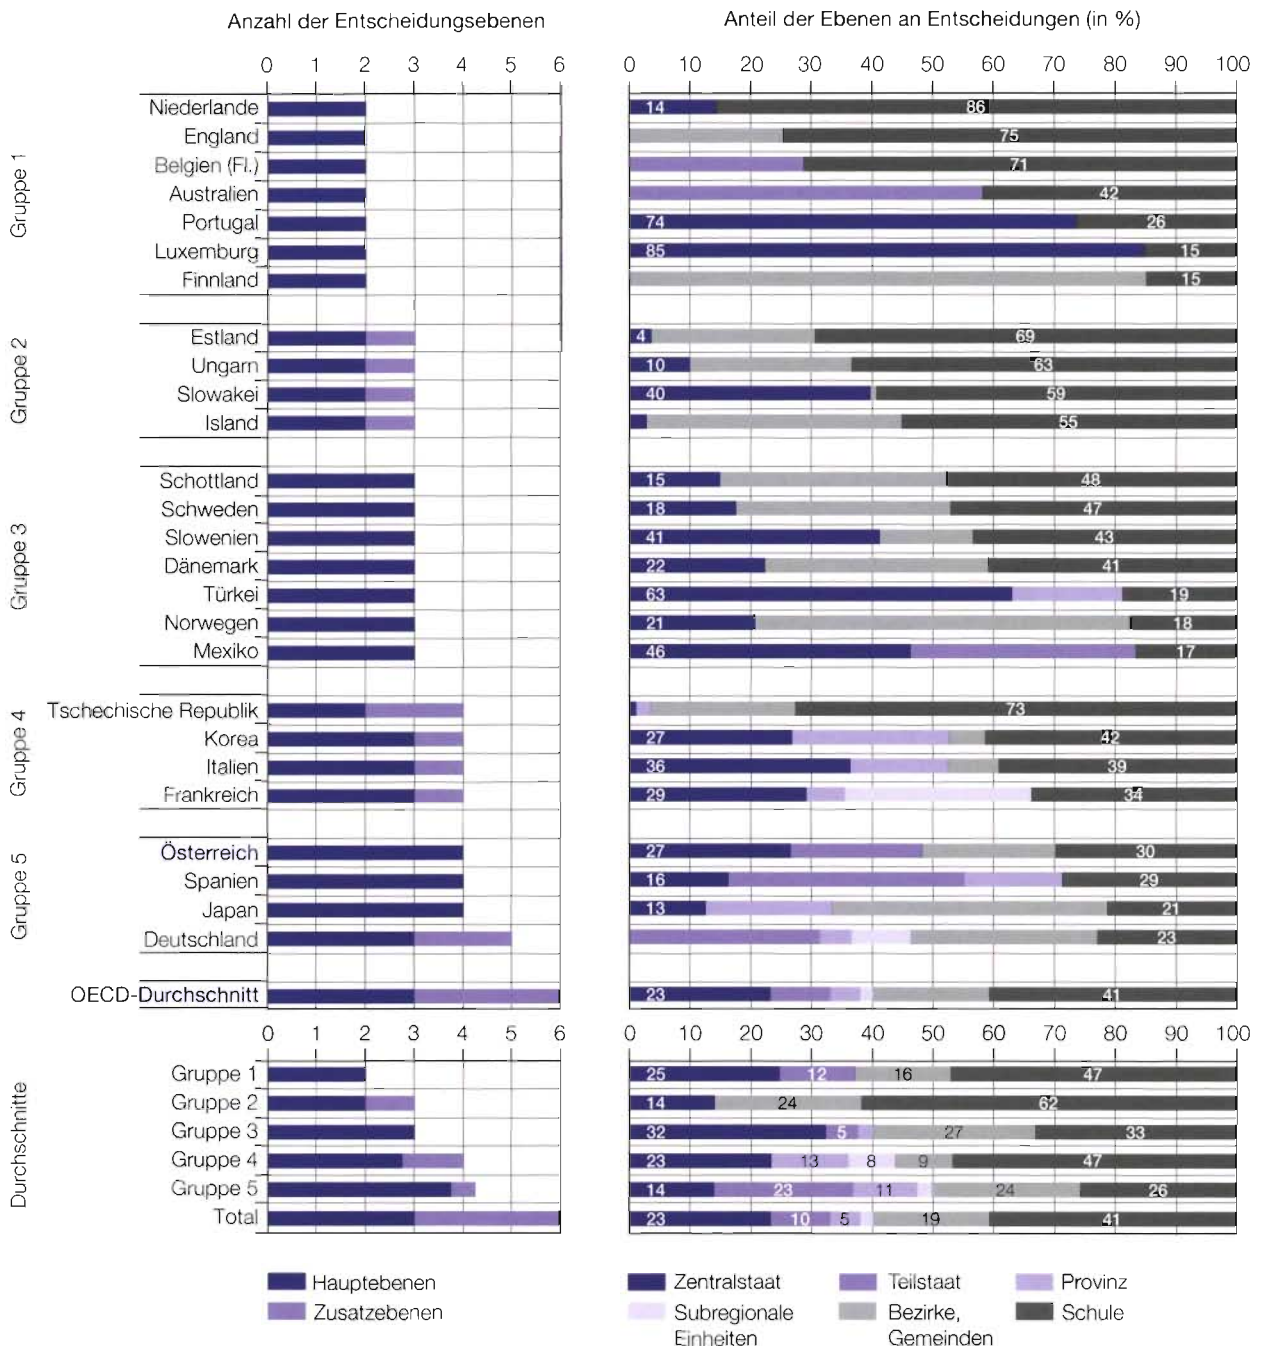 Anzahl der Entscheidungsebenen
Anteil der Ebenen an Entscheidungen (in %)
0 1 2 3 4 5 6
0 10 20 30 40 50 60 70 80 90 100
Gruppe 1
Niederlande 14 86
England 75
Belgien (Fl.) 71
Australien 42
Portugal 74 26
Luxemburg 85 15
Finnland 15
Gruppe 2
Estland 4 69
Ungarn 10 63
Slowakei 40 59
Island 55
Gruppe 3
Schottland 15 48
Schweden 18 47
Slowenien 41 43
Dänemark 22 41
Türkei 63 19
Norwegen 21 18
Mexiko 46 17
Gruppe 4
Tschechische Republik 73
Korea 27 42
Italien 36 39
Frankreich 29 34
Gruppe 5
Österreich 27 30
Spanien 16 29
Japan 13 21
Deutschland 23
OECD-Durchschnitt 23 41
0 1 2 3 4 5 6
0 10 20 30 40 50 60 70 80 90 100
Durchschnitte
Gruppe 1 25 12 16 47
Gruppe 2 14 24 62
Gruppe 3 32 5 27 33
Gruppe 4 23 13 8 9 47
Gruppe 5 14 23 11 24 26
Total 23 10 5 19 41
Hauptebenen
Zusatzebenen
Zentralstaat
Teilstaat
Provinz
Subregionale
Einheiten
Bezirke,
Gemeinden
Schule